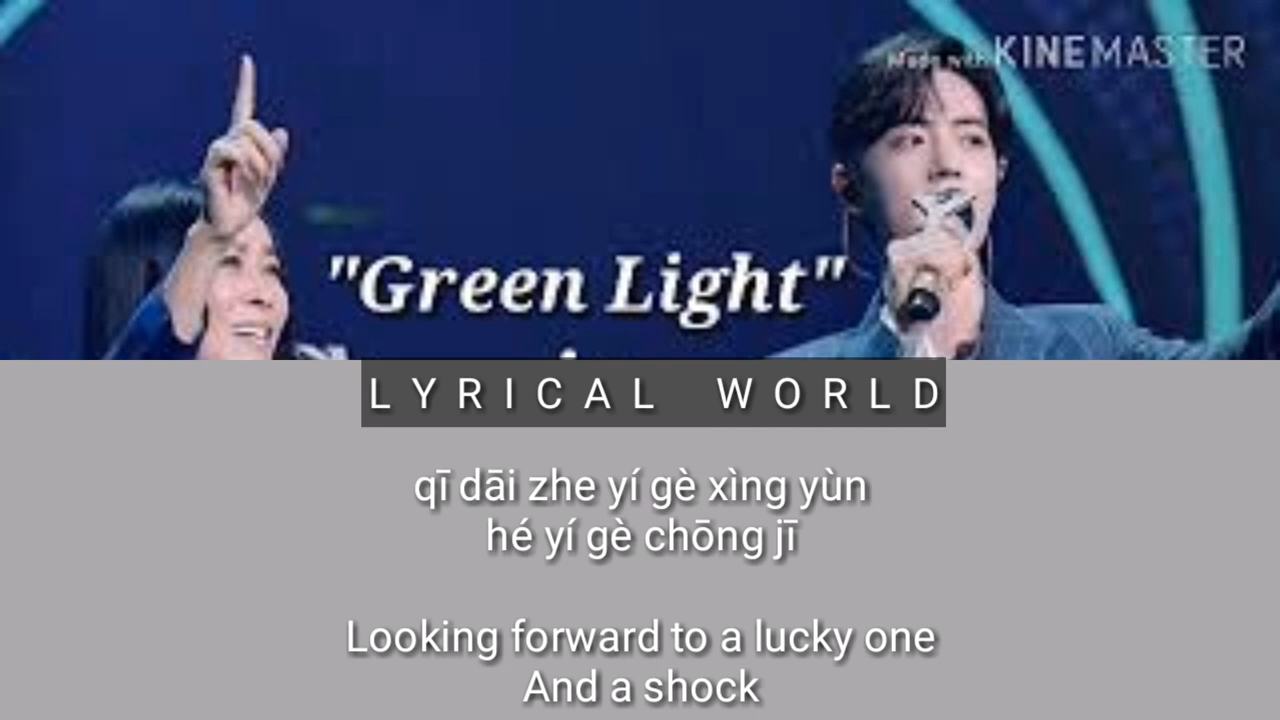 Made with KINEMASTER
"Green Light"
LYRICAL WORLD
qī dāi zhe yí gè xìng yùn
hé yí gè chōng jī
Looking forward to a lucky one
And a shock